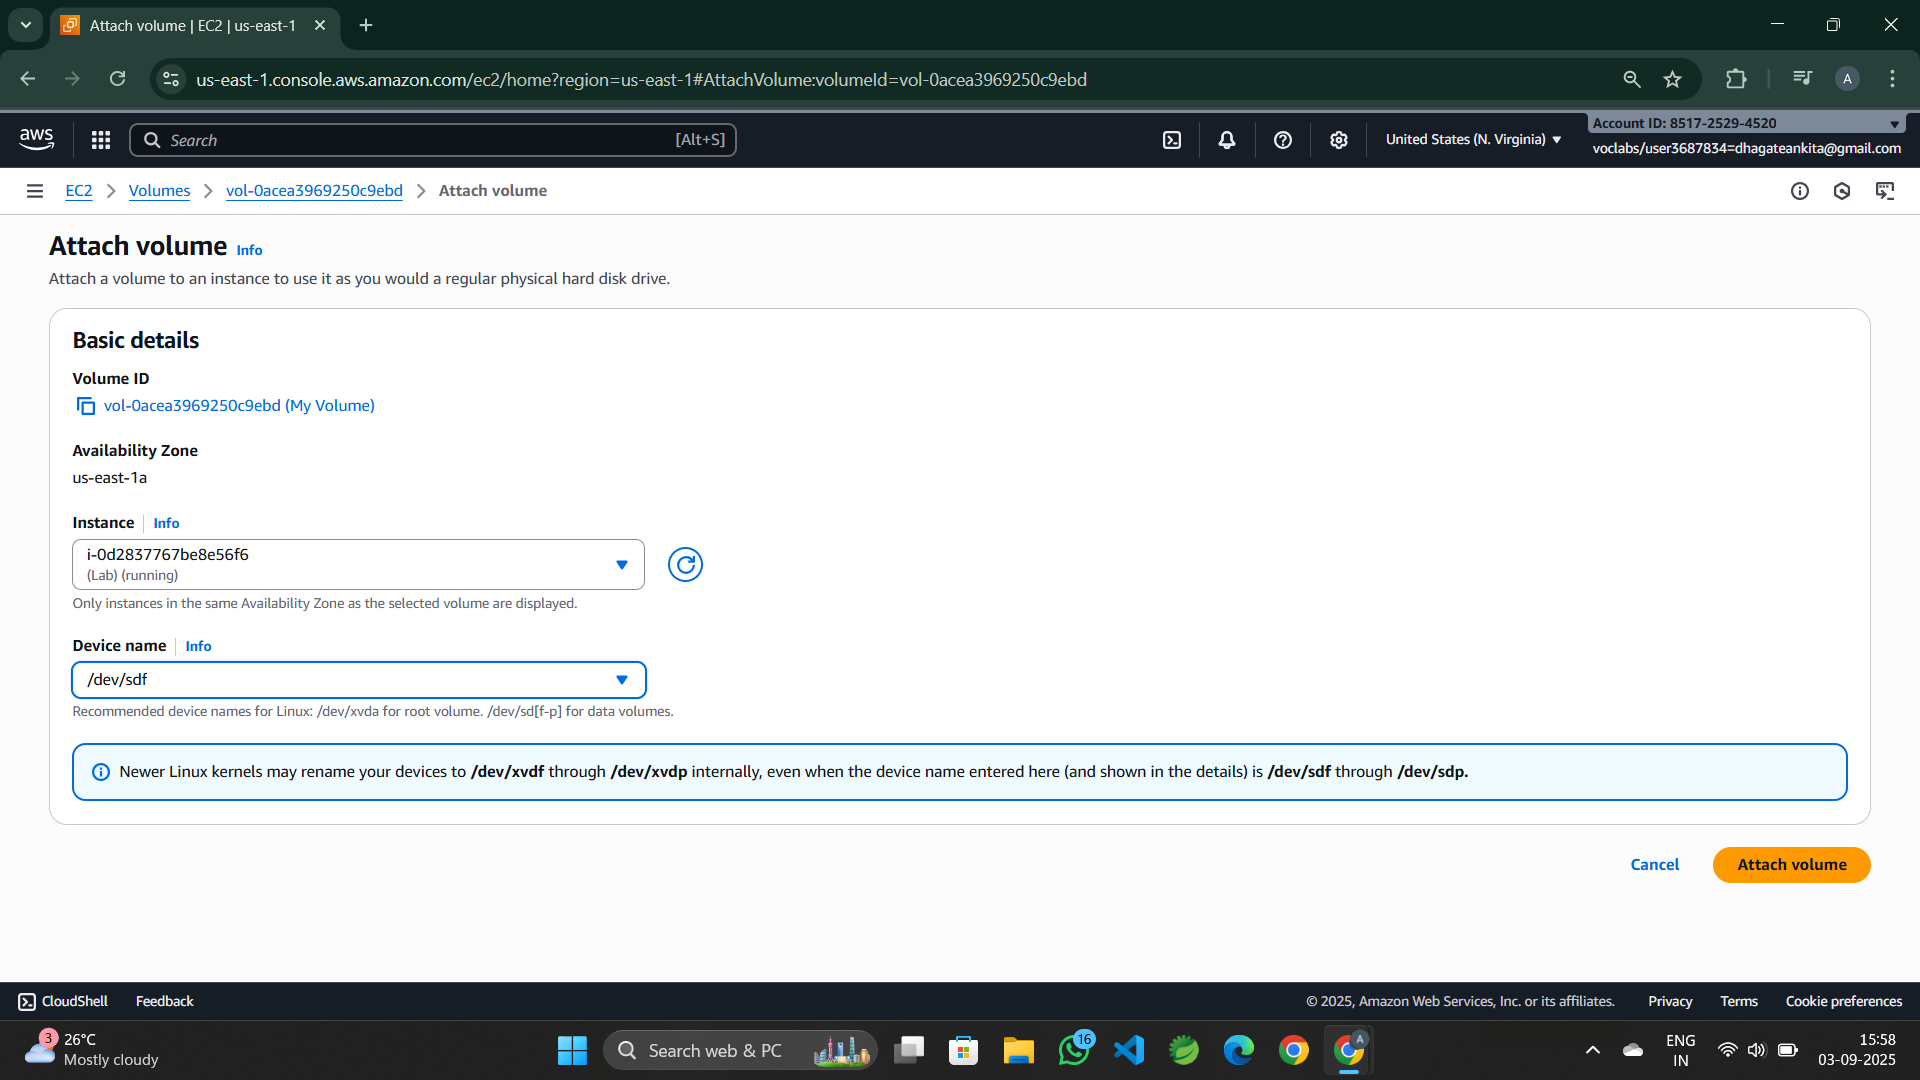 Attach volume | EC2 | us-east-1
us-east-1.console.aws.amazon.com/ec2/home?region=us-east-1#AttachVolume:volumeId=vol-0acea3969250c9ebd
A
aws
Search
[Alt+S]
United States (N. Virginia)
Account ID: 8517-2529-4520
voclabs/user3687834=dhagateankita@gmail.com
EC2
Volumes
vol-0acea3969250c9ebd
Attach volume
Attach volume Info
Attach a volume to an instance to use it as you would a regular physical hard disk drive.
Basic details
Volume ID
vol-0acea3969250c9ebd (My Volume)
Availability Zone
us-east-1a
Instance Info
i-0d2837767be8e56f6
(Lab) (running)
Only instances in the same Availability Zone as the selected volume are displayed.
Device name Info
/dev/sdf
Recommended device names for Linux: /dev/xvda for root volume. /dev/sd[f-p] for data volumes.
Newer Linux kernels may rename your devices to /dev/xvdf through /dev/xvdp internally, even when the device name entered here (and shown in the details) is /dev/sdf through /dev/sdp.
Cancel
Attach volume
CloudShell
Feedback
© 2025, Amazon Web Services, Inc. or its affiliates.
Privacy
Terms
Cookie preferences
3
26°C
Mostly cloudy
Search web & PC
16
A
ENG
IN
15:58
03-09-2025